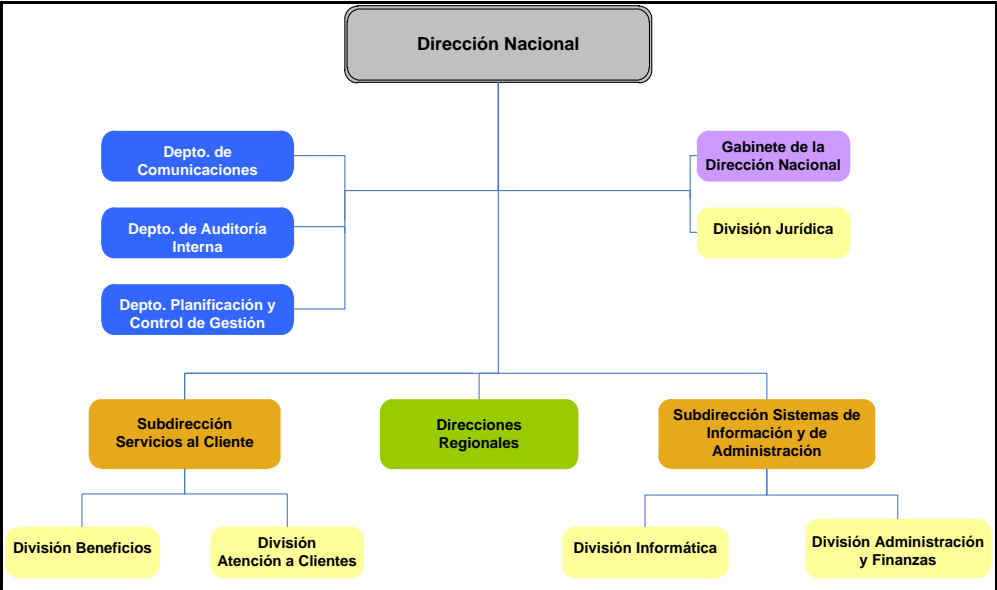 Dirección Nacional
Depto. de
Comunicaciones
Gabinete de la
Dirección Nacional
Depto. de Auditoría
Interna
División Jurídica
Depto. Planificación y
Control de Gestión
Subdirección
Servicios al Cliente
Direcciones
Regionales
Subdirección Sistemas de
Información y de
Administración
División Beneficios
División
Atención a Clientes
División Informática
División Administración
y Finanzas